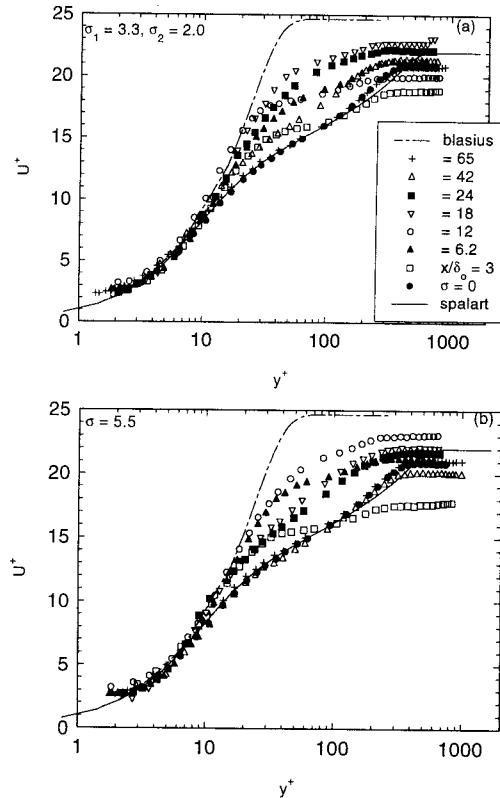 (a)
σ₁ = 3.3, σ₂ = 2.0
25
20
15
10
5
0
U⁺
1 10 100 1000
y⁺
blasius
= 65
= 42
= 24
= 18
= 12
= 6.2
x/δₒ = 3
σ = 0
spalart
(b)
σ = 5.5
25
20
15
10
5
0
U⁺
1 10 100 1000
y⁺